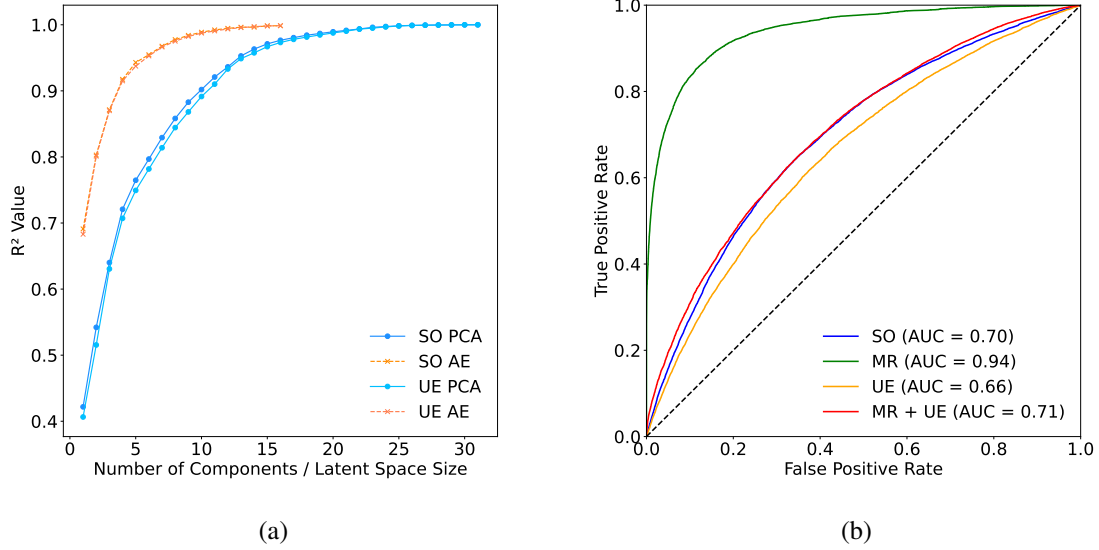 R² Value
1.0
0.9
0.8
0.7
0.6
0.5
0.4
0
5
10
15
20
25
30
Number of Components / Latent Space Size
SO PCA
SO AE
UE PCA
UE AE
(a)
True Positive Rate
1.0
0.8
0.6
0.4
0.2
0.0
0.0
0.2
0.4
0.6
0.8
1.0
False Positive Rate
SO (AUC = 0.70)
MR (AUC = 0.94)
UE (AUC = 0.66)
MR + UE (AUC = 0.71)
(b)